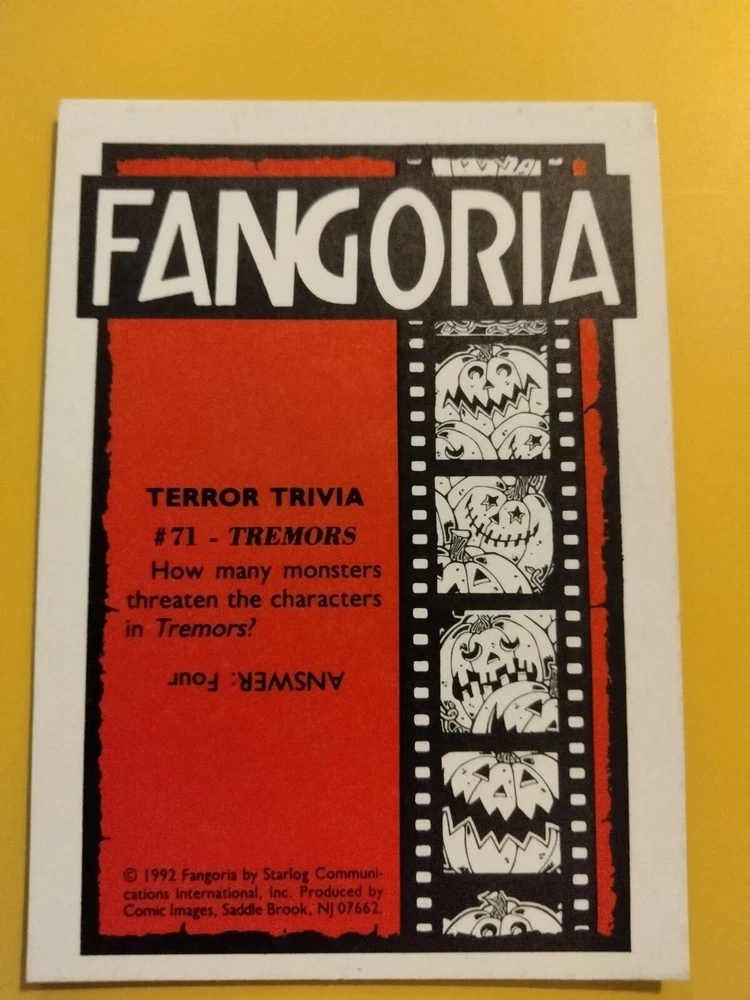 FANGORIA
TERROR TRIVIA
#71 - TREMORS
How many monsters
threaten the characters
in Tremors?
ANSWER: Four
© 1992 Fangoria by Starlog Communi-
cations International, Inc. Produced by
Comic Images, Saddle Brook, NJ 07662.